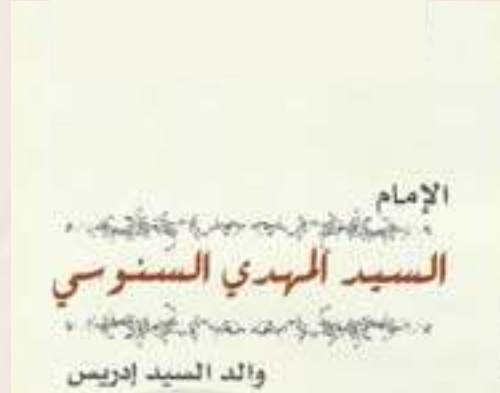 الإمام
السيد المهدي السنوسي
والد السيد إدريس